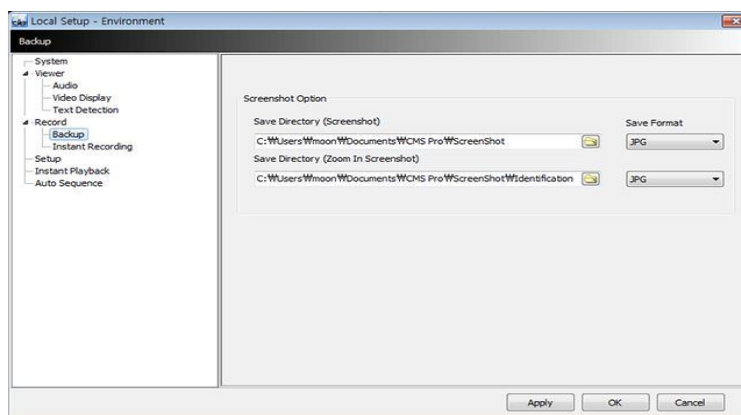 Local Setup - Environment
Backup
System
Viewer
Audio
Video Display
Text Detection
Record
Backup
Instant Recording
Setup
Instant Playback
Auto Sequence
Screenshot Option
Save Directory (Screenshot)
Save Format
C:₩Users₩moon₩Documents₩CMS Pro₩ScreenShot
JPG
Save Directory (Zoom In Screenshot)
C:₩Users₩moon₩Documents₩CMS Pro₩ScreenShot₩Identification
JPG
Apply
OK
Cancel